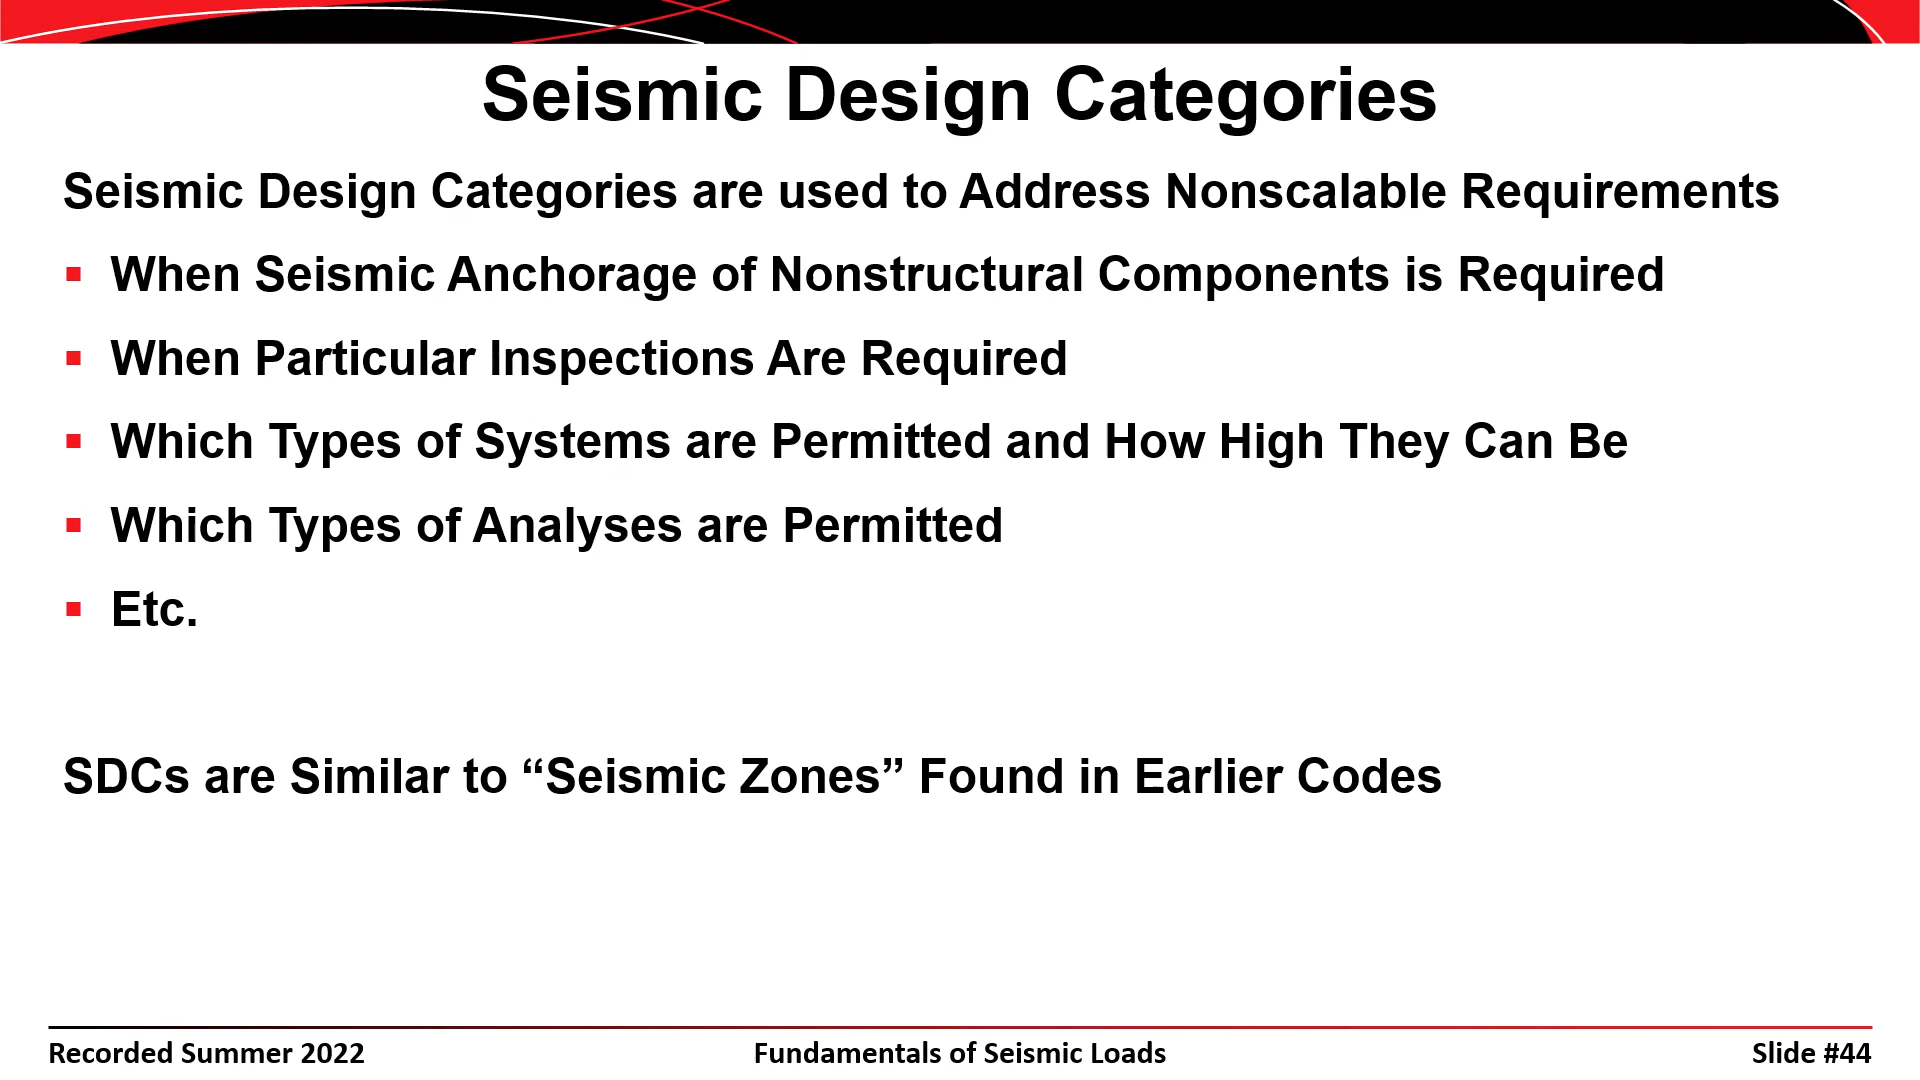 Seismic Design Categories
Seismic Design Categories are used to Address Nonscalable Requirements
▪ When Seismic Anchorage of Nonstructural Components is Required
▪ When Particular Inspections Are Required
▪ Which Types of Systems are Permitted and How High They Can Be
▪ Which Types of Analyses are Permitted
▪ Etc.
SDCs are Similar to “Seismic Zones” Found in Earlier Codes
Recorded Summer 2022
Fundamentals of Seismic Loads
Slide #44